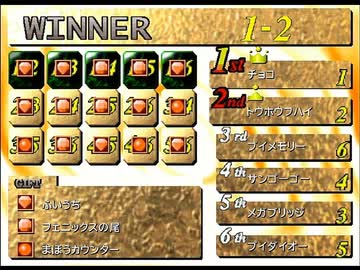 WINNER
1-2
1st チョコ 1
2nd トウホウフハイ 2
3rd ブイメモリー 6
4th サンゴーゴー 4
5th メガブリッジ 3
6th ブイダイオー 5
GIFT
ふいうち
フェニックスの尾
まほうカウンター